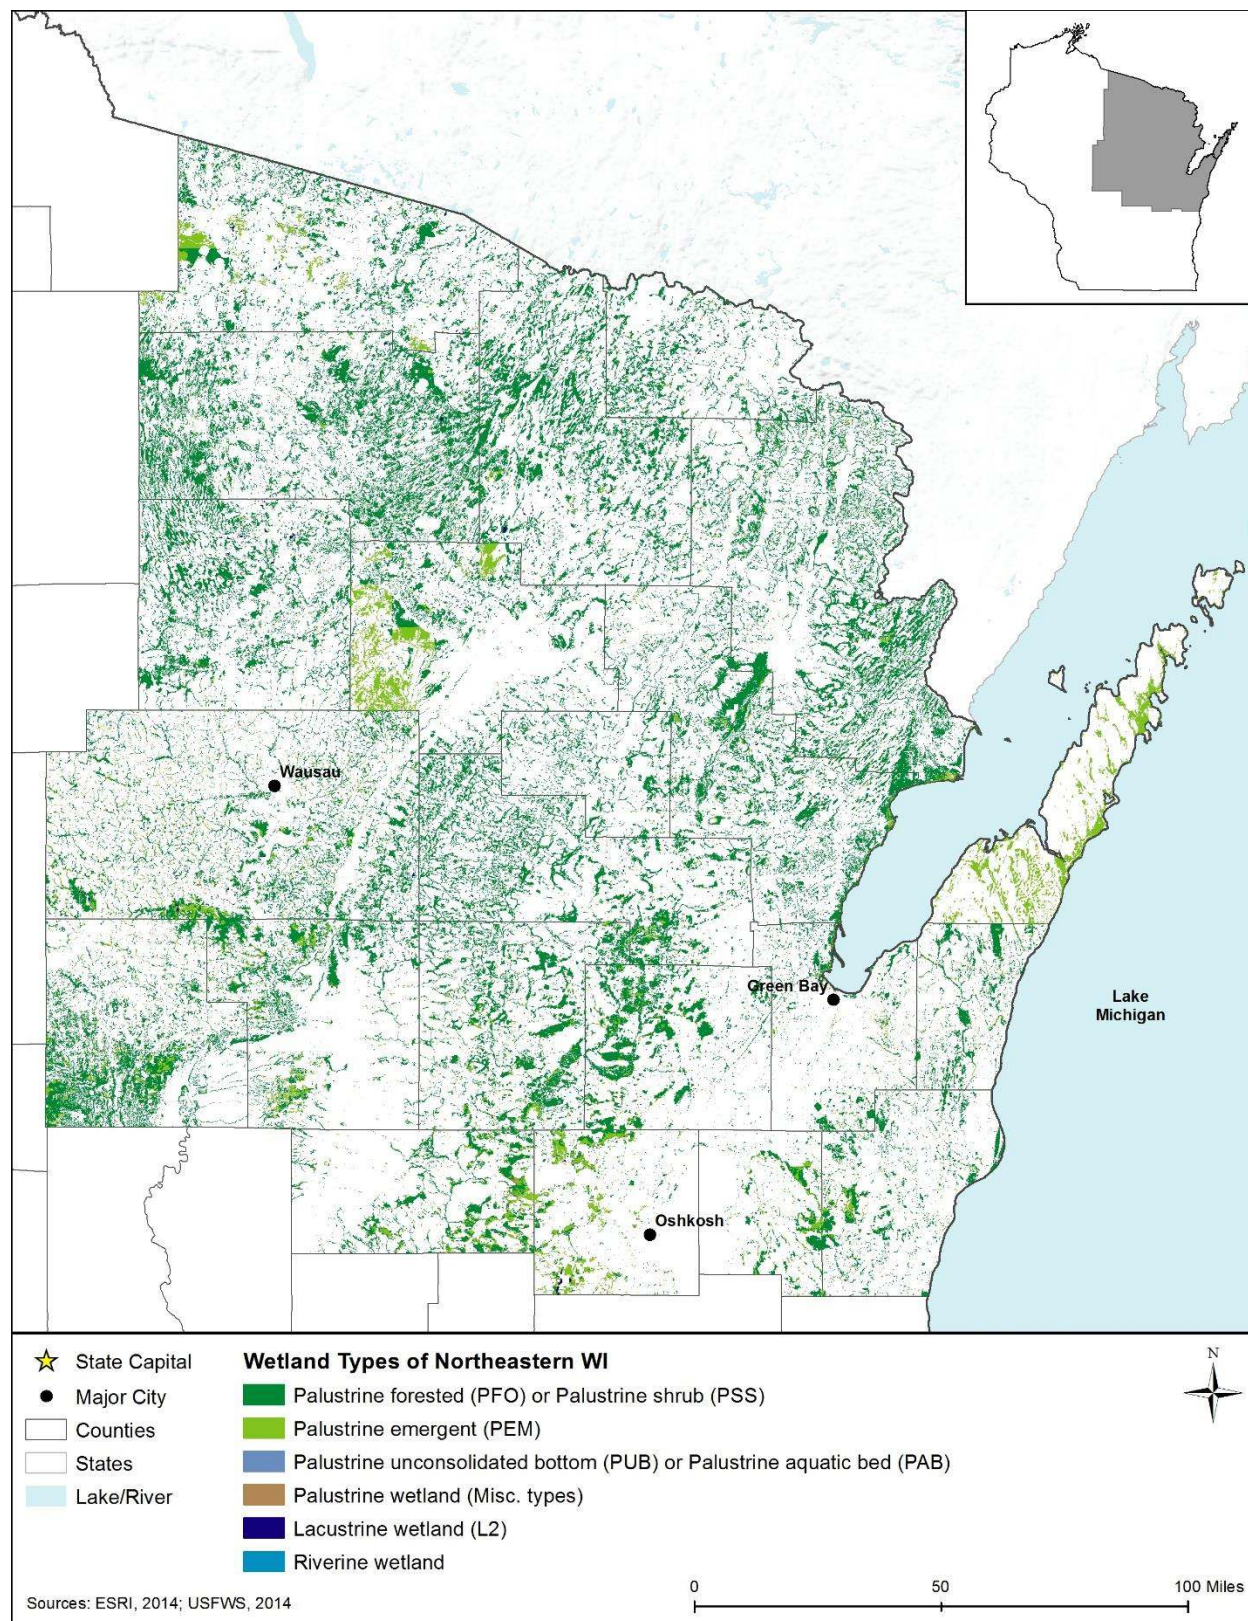 Wausau
Green Bay
Lake
Michigan
Oshkosh
State Capital
Major City
Counties
States
Lake/River
Wetland Types of Northeastern WI
Palustrine forested (PFO) or Palustrine shrub (PSS)
Palustrine emergent (PEM)
Palustrine unconsolidated bottom (PUB) or Palustrine aquatic bed (PAB)
Palustrine wetland (Misc. types)
Lacustrine wetland (L2)
Riverine wetland
N
Sources: ESRI, 2014; USFWS, 2014
0 50 100 Miles